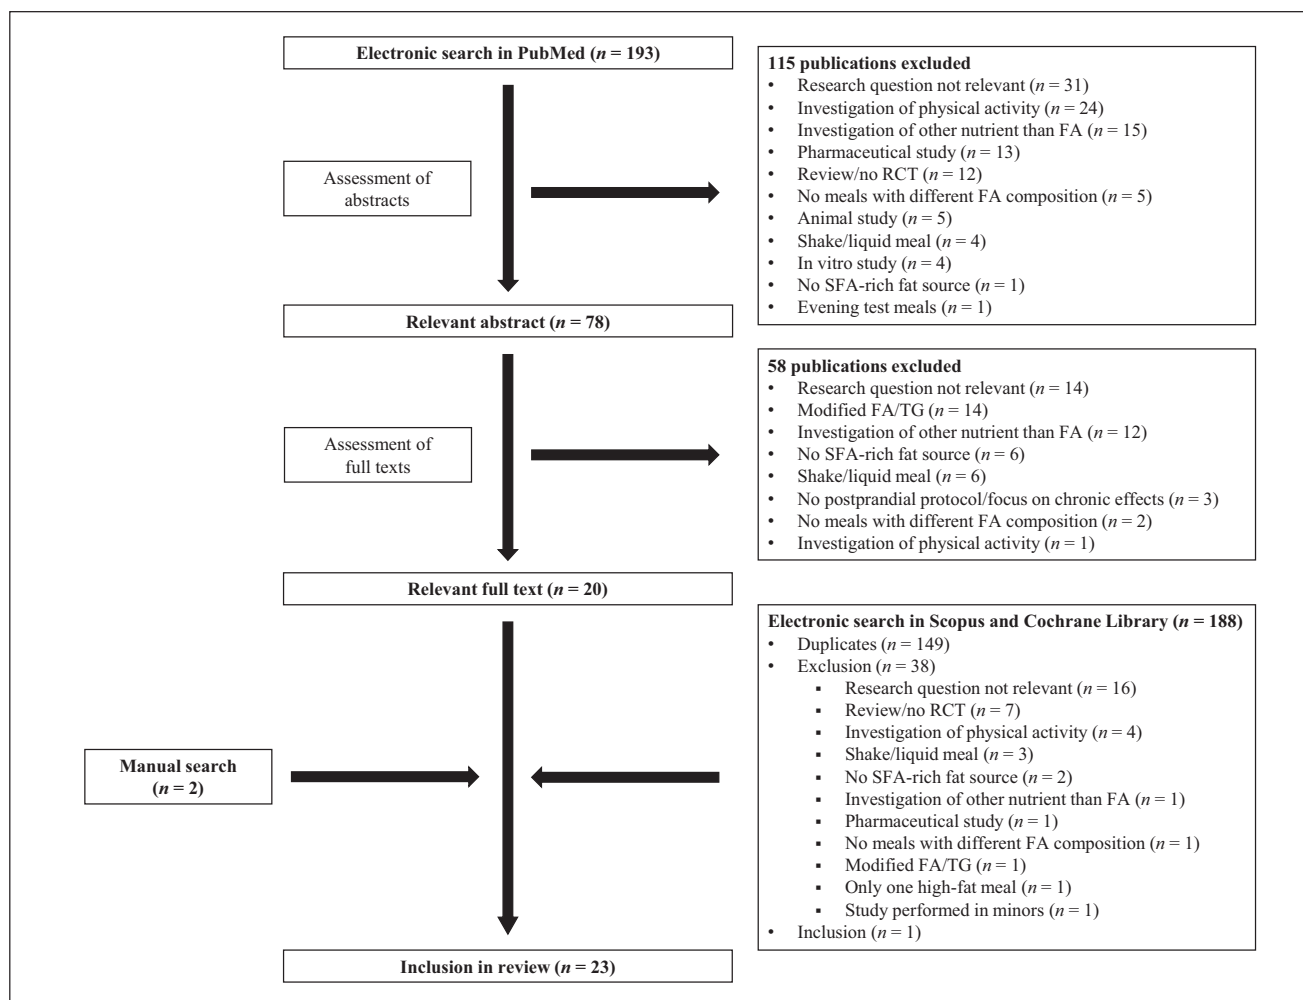 Electronic search in PubMed (n = 193)
115 publications excluded
• Research question not relevant (n = 31)
• Investigation of physical activity (n = 24)
• Investigation of other nutrient than FA (n = 15)
• Pharmaceutical study (n = 13)
• Review/no RCT (n = 12)
• No meals with different FA composition (n = 5)
• Animal study (n = 5)
• Shake/liquid meal (n = 4)
• In vitro study (n = 4)
• No SFA-rich fat source (n = 1)
• Evening test meals (n = 1)
Assessment of
abstracts
Relevant abstract (n = 78)
58 publications excluded
• Research question not relevant (n = 14)
• Modified FA/TG (n = 14)
• Investigation of other nutrient than FA (n = 12)
• No SFA-rich fat source (n = 6)
• Shake/liquid meal (n = 6)
• No postprandial protocol/focus on chronic effects (n = 3)
• No meals with different FA composition (n = 2)
• Investigation of physical activity (n = 1)
Assessment of
full texts
Relevant full text (n = 20)
Electronic search in Scopus and Cochrane Library (n = 188)
• Duplicates (n = 149)
• Exclusion (n = 38)
▪ Research question not relevant (n = 16)
▪ Review/no RCT (n = 7)
▪ Investigation of physical activity (n = 4)
▪ Shake/liquid meal (n = 3)
▪ No SFA-rich fat source (n = 2)
▪ Investigation of other nutrient than FA (n = 1)
▪ Pharmaceutical study (n = 1)
▪ No meals with different FA composition (n = 1)
▪ Modified FA/TG (n = 1)
▪ Only one high-fat meal (n = 1)
▪ Study performed in minors (n = 1)
• Inclusion (n = 1)
Manual search
(n = 2)
Inclusion in review (n = 23)